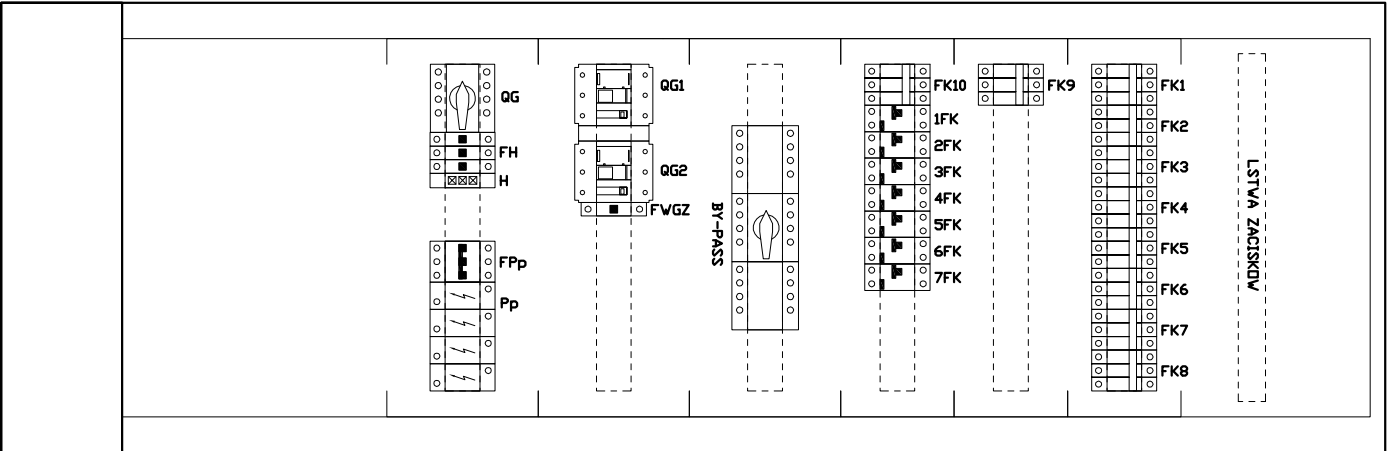 QG
FH
H
FPp
Pp
QG1
QG2
FWGZ
BY-PASS
FK10
1FK
2FK
3FK
4FK
5FK
6FK
7FK
FK9
FK1
FK2
FK3
FK4
FK5
FK6
FK7
FK8
LSTWA ZACISKOW